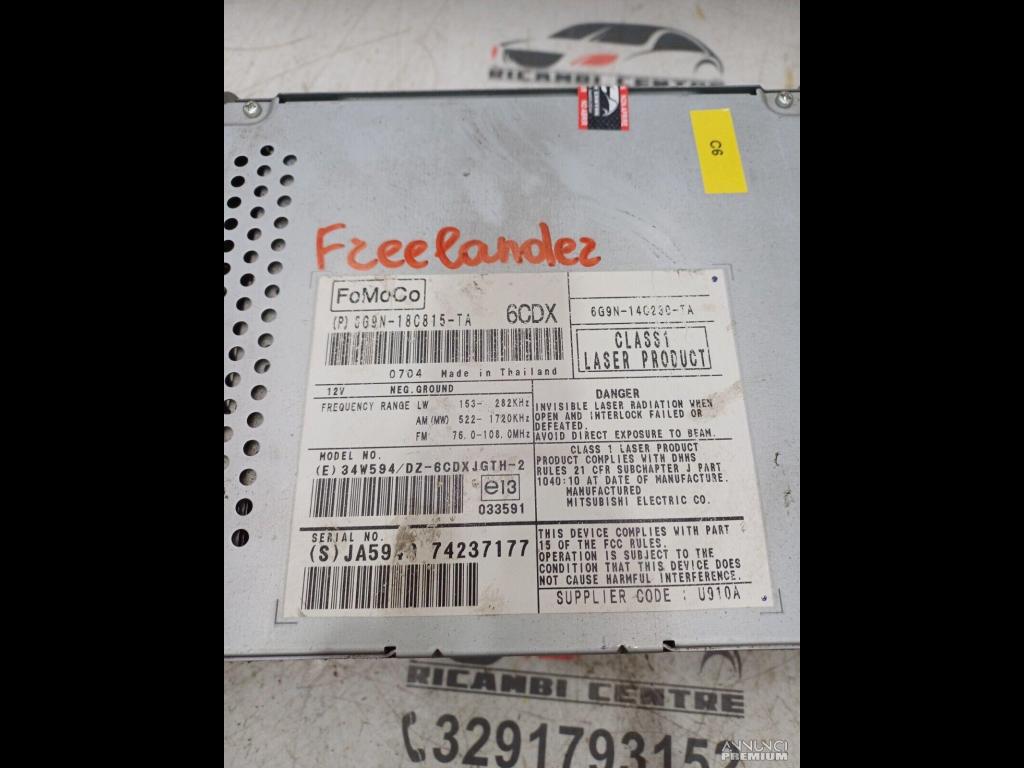 RICAMBI CENTRE
C6
Freelander
FoMoCo
6CDX
(P) 6G9N-18C815-TA
0704 Made in Thailand
CLASS1
LASER PRODUCT
12V NEG.GROUND
FREQUENCY RANGE LW 153- 282KHz
AM(MW) 522- 1720KHz
FM 76.0-108.0MHz
DANGER
INVISIBLE LASER RADIATION WHEN
OPEN AND INTERLOCK FAILED OR
DEFEATED.
AVOID DIRECT EXPOSURE TO BEAM.
MODEL NO.
(E) 34W594/DZ-6CDXJGTH-2
e13
033591
CLASS 1 LASER PRODUCT
PRODUCT COMPLIES WITH DHHS
RULES 21 CFR SUBCHAPTER J PART
1040:10 AT DATE OF MANUFACTURE.
MANUFACTURED
MITSUBISHI ELECTRIC CO.
SERIAL NO.
(S) 74237177
THIS DEVICE COMPLIES WITH PART
15 OF THE FCC RULES.
OPERATION IS SUBJECT TO THE
CONDITION THAT THIS DEVICE DOES
NOT CAUSE HARMFUL INTERFERENCE.
SUPPLIER CODE : U910A
RICAMBI CENTRE
3291793152
ANNUNCI
PREMIUM